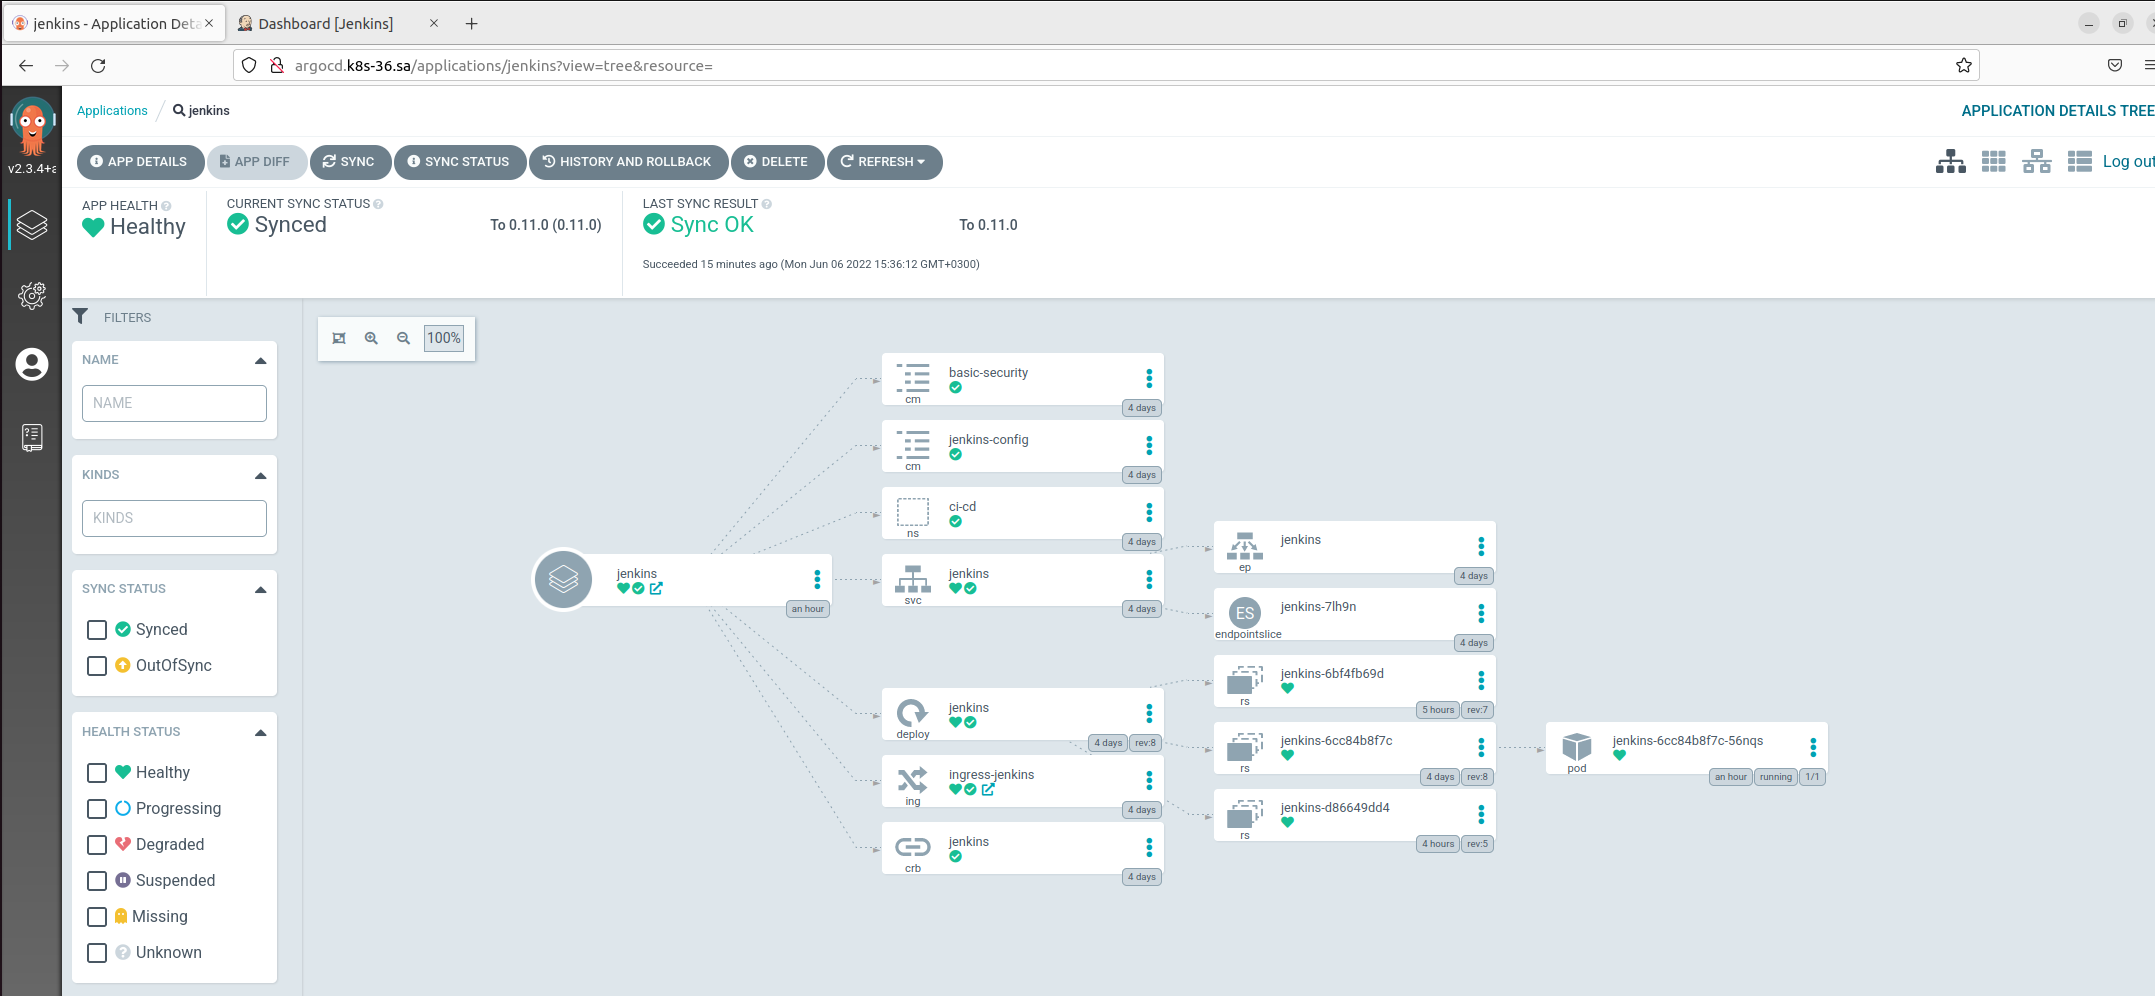 jenkins - Application Deta
Dashboard [Jenkins]
argocd.k8s-36.sa/applications/jenkins?view=tree&resource=
Applications / jenkins
APPLICATION DETAILS TREE
v2.3.4+a
APP DETAILS
APP DIFF
SYNC
SYNC STATUS
HISTORY AND ROLLBACK
DELETE
REFRESH
Log out
APP HEALTH
Healthy
CURRENT SYNC STATUS
Synced
To 0.11.0 (0.11.0)
LAST SYNC RESULT
Sync OK
To 0.11.0
Succeeded 15 minutes ago (Mon Jun 06 2022 15:36:12 GMT+0300)
FILTERS
NAME
NAME
KINDS
KINDS
SYNC STATUS
Synced
OutOfSync
HEALTH STATUS
Healthy
Progressing
Degraded
Suspended
Missing
Unknown
100%
jenkins
an hour
basic-security
cm
4 days
jenkins-config
cm
4 days
ci-cd
ns
4 days
jenkins
svc
4 days
jenkins
deploy
4 days
rev:8
ingress-jenkins
ing
4 days
jenkins
crb
4 days
jenkins
ep
4 days
ES
jenkins-7lh9n
endpointslice
4 days
jenkins-6bf4fb69d
rs
5 hours
rev:7
jenkins-6cc84b8f7c
rs
4 days
rev:8
jenkins-d86649dd4
rs
4 hours
rev:5
jenkins-6cc84b8f7c-56nqs
pod
an hour
running
1/1